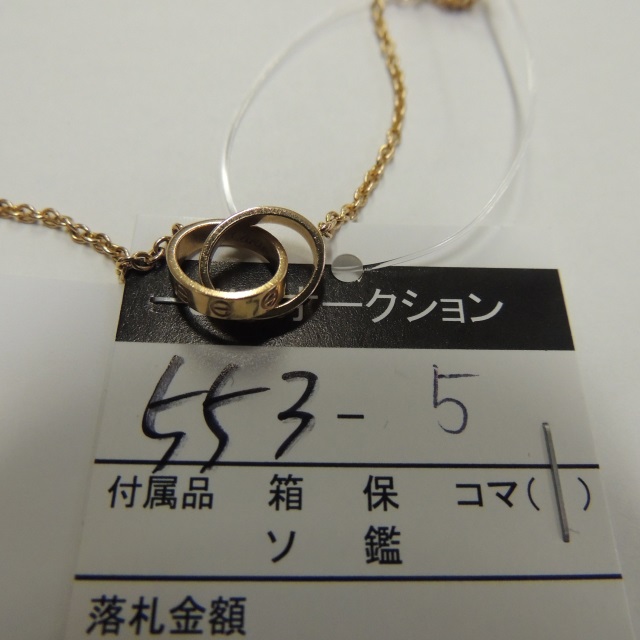 オークション
553-5
付属品 箱 保 コマ( )
ソ 鑑
落札金額